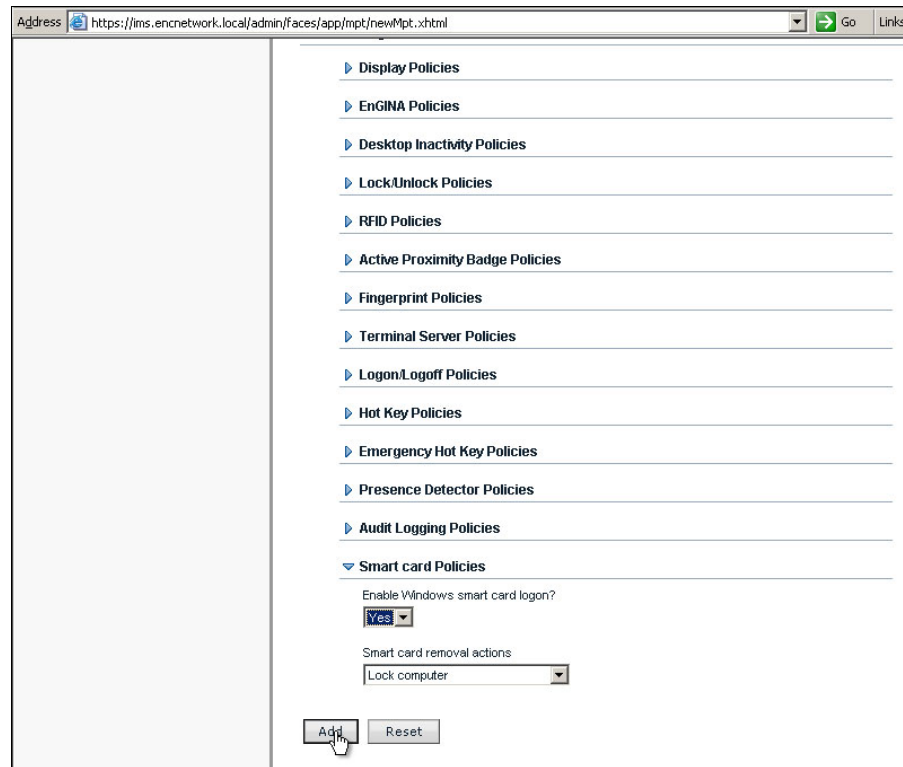 Address https://ims.encnetwork.local/admin/faces/app/mpt/newMpt.xhtml Go Links
Display Policies
EnGINA Policies
Desktop Inactivity Policies
Lock/Unlock Policies
RFID Policies
Active Proximity Badge Policies
Fingerprint Policies
Terminal Server Policies
Logon/Logoff Policies
Hot Key Policies
Emergency Hot Key Policies
Presence Detector Policies
Audit Logging Policies
Smart card Policies
Enable Windows smart card logon?
Yes
Smart card removal actions
Lock computer
Add Reset